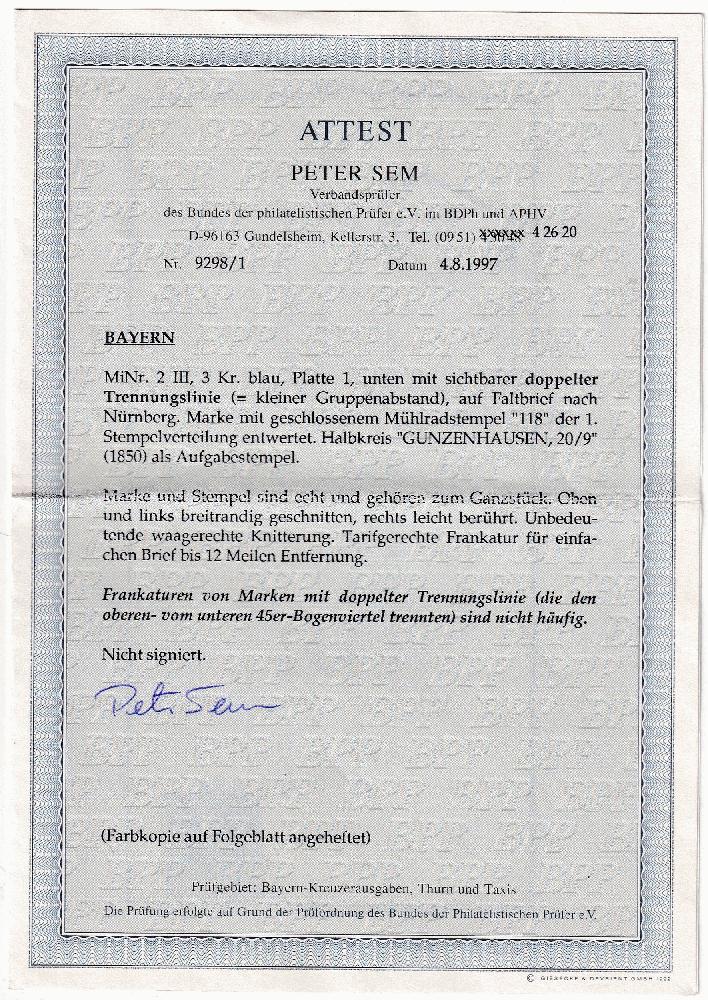 ATTEST
PETER SEM
Verbandsprüfer
des Bundes der philatelistischen Prüfer e.V. im BDPh und APHV
D-96163 Gundelsheim, Kellerstr. 3, Tel. (0951) 4 26 20
Nr. 9298/1 Datum 4.8.1997
BAYERN
MiNr. 2 III, 3 Kr. blau, Platte 1, unten mit sichtbarer doppelter
Trennungslinie (= kleiner Gruppenabstand), auf Faltbrief nach
Nürnberg. Marke mit geschlossenem Mühlradstempel "118" der 1.
Stempelverteilung entwertet. Halbkreis "GUNZENHAUSEN, 20/9"
(1850) als Aufgabestempel.
Marke und Stempel sind echt und gehören zum Ganzstück. Oben
und links breitrandig geschnitten, rechts leicht berührt. Unbedeu-
tende waagerechte Knitterung. Tarifgerechte Frankatur für einfa-
chen Brief bis 12 Meilen Entfernung.
Frankaturen von Marken mit doppelter Trennungslinie (die den
oberen- vom unteren 45er-Bogenviertel trennten) sind nicht häufig.
Nicht signiert.
Peter Sem
(Farbkopie auf Folgeblatt angeheftet)
Prüfgebiet: Bayern-Kreuzerausgaben, Thurn und Taxis
Die Prüfung erfolgte auf Grund der Prüfordnung des Bundes der Philatelistischen Prüfer e.V.
© GIESECKE & DEVRIENT GMBH